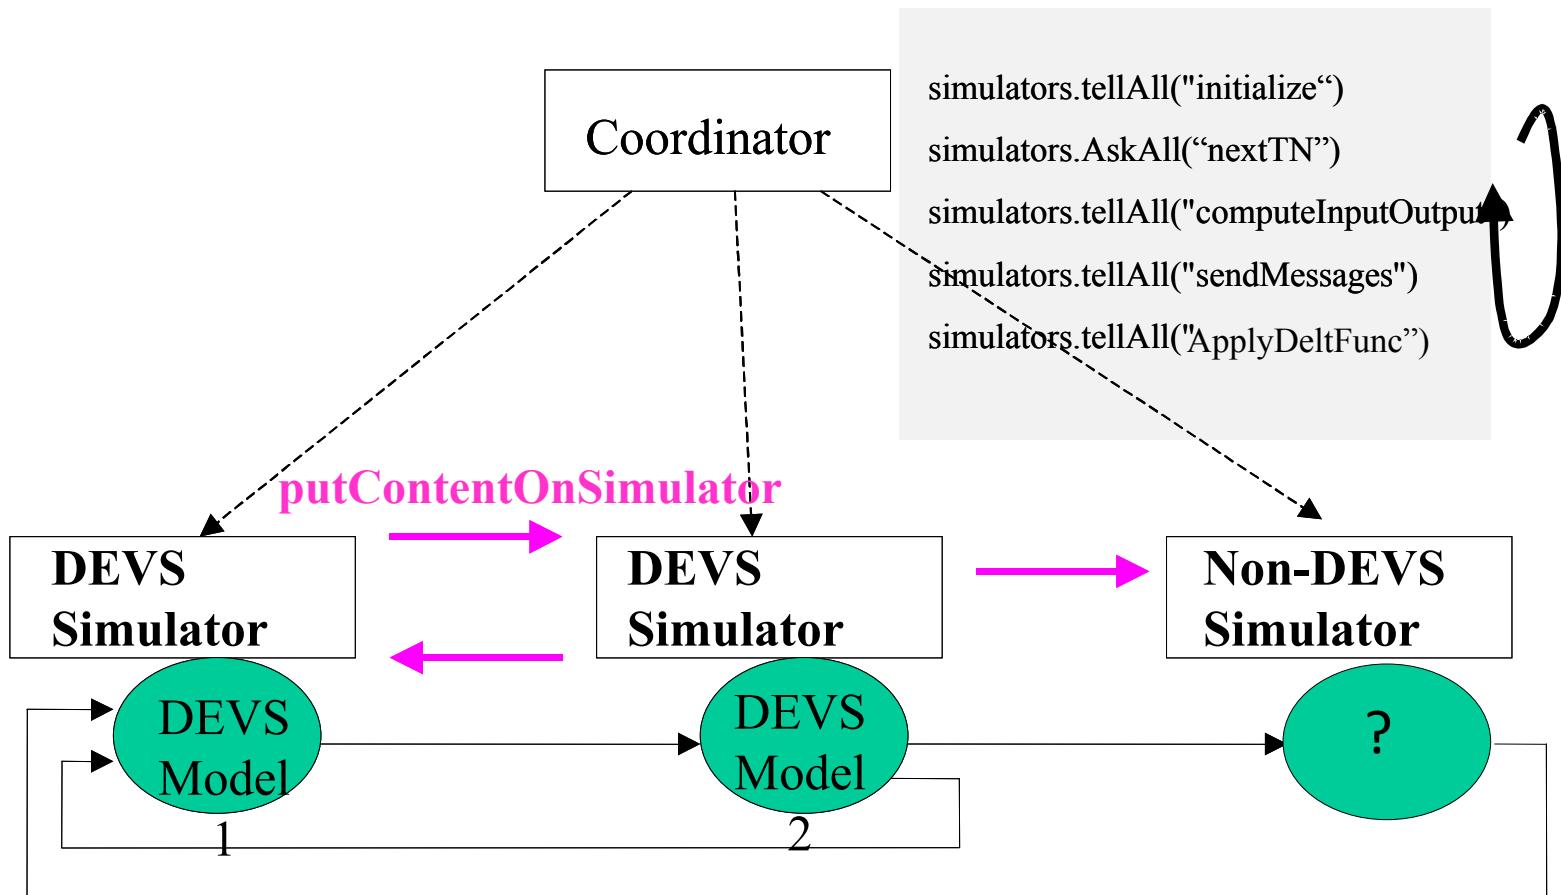 Coordinator
simulators.tellAll("initialize“)
simulators.AskAll(“nextTN”)
simulators.tellAll("computeInputOutput")
simulators.tellAll("sendMessages")
simulators.tellAll("ApplyDeltFunc”)
putContentOnSimulator
DEVS
Simulator
DEVS
Simulator
Non-DEVS
Simulator
DEVS
Model
1
DEVS
Model
2
?